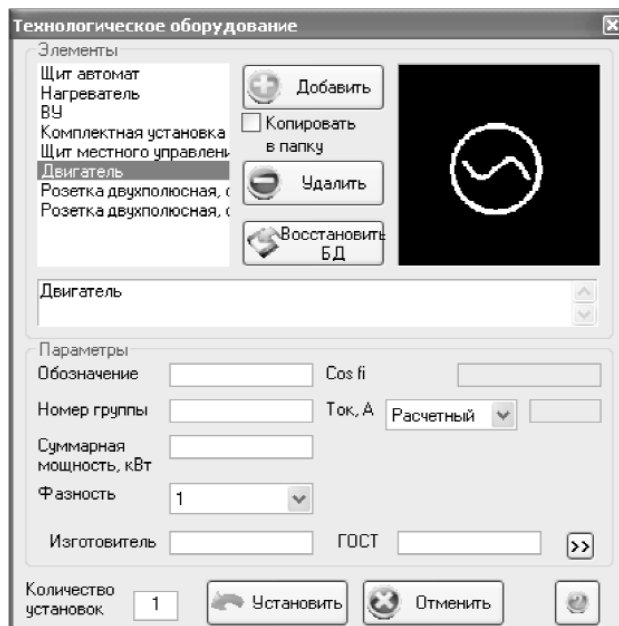 Технологическое оборудование
Элементы
Щит автомат
Нагреватель
ВУ
Комплектная установка
Щит местного управлени
Двигатель
Розетка двухполюсная, с
Розетка двухполюсная, с
Добавить
Копировать
в папку
Удалить
Восстановить
БД
Двигатель
Параметры
Обозначение
Cos fi
Номер группы
Ток, А
Расчетный
Суммарная
мощность, кВт
Фазность
1
Изготовитель
ГОСТ
>>
Количество
установок
1
Установить
Отменить